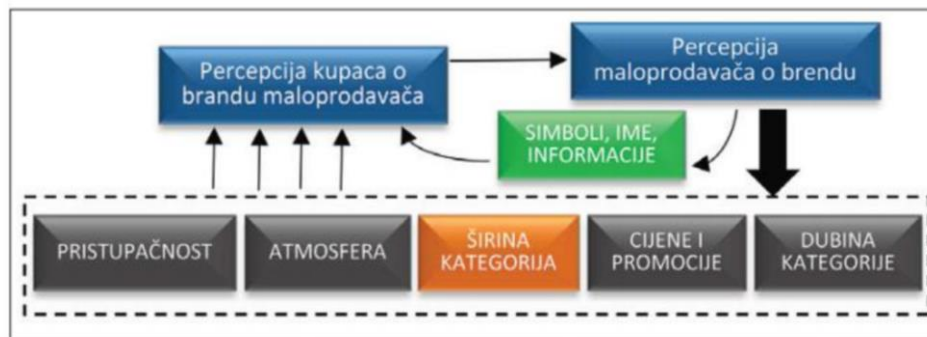 Percepcija kupaca o
brandu maloprodavača
Percepcija
maloprodavača o brendu
SIMBOLI, IME,
INFORMACIJE
PRISTUPAČNOST
ATMOSFERA
ŠIRINA
KATEGORIJA
CIJENE I
PROMOCIJE
DUBINA
KATEGORIJE